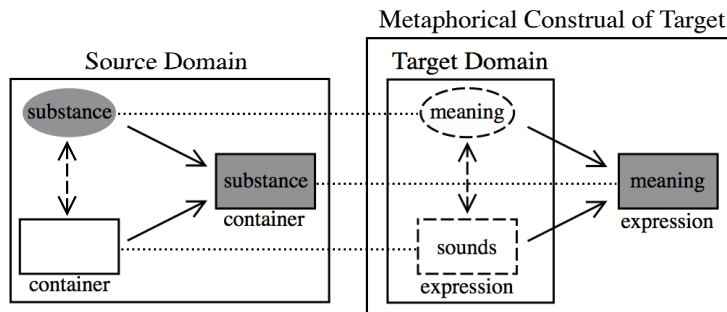 Metaphorical Construal of Target
Source Domain
Target Domain
substance
meaning
substance
meaning
container
expression
sounds
container
expression